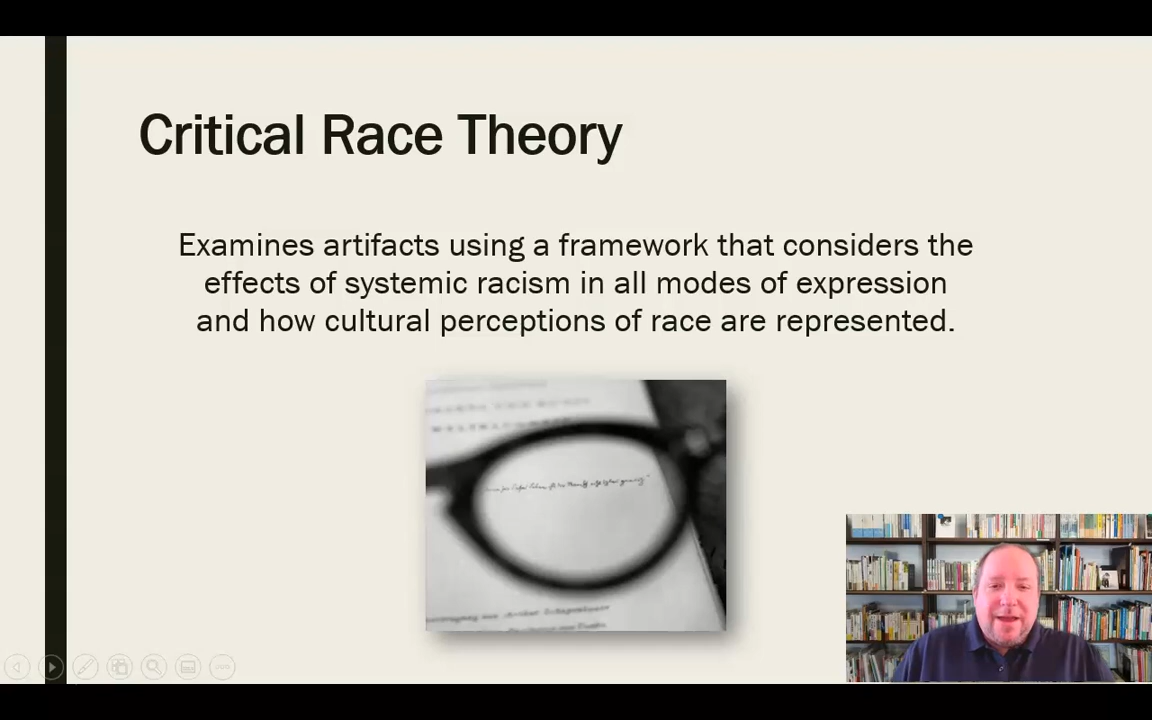 Critical Race Theory
Examines artifacts using a framework that considers the
effects of systemic racism in all modes of expression
and how cultural perceptions of race are represented.